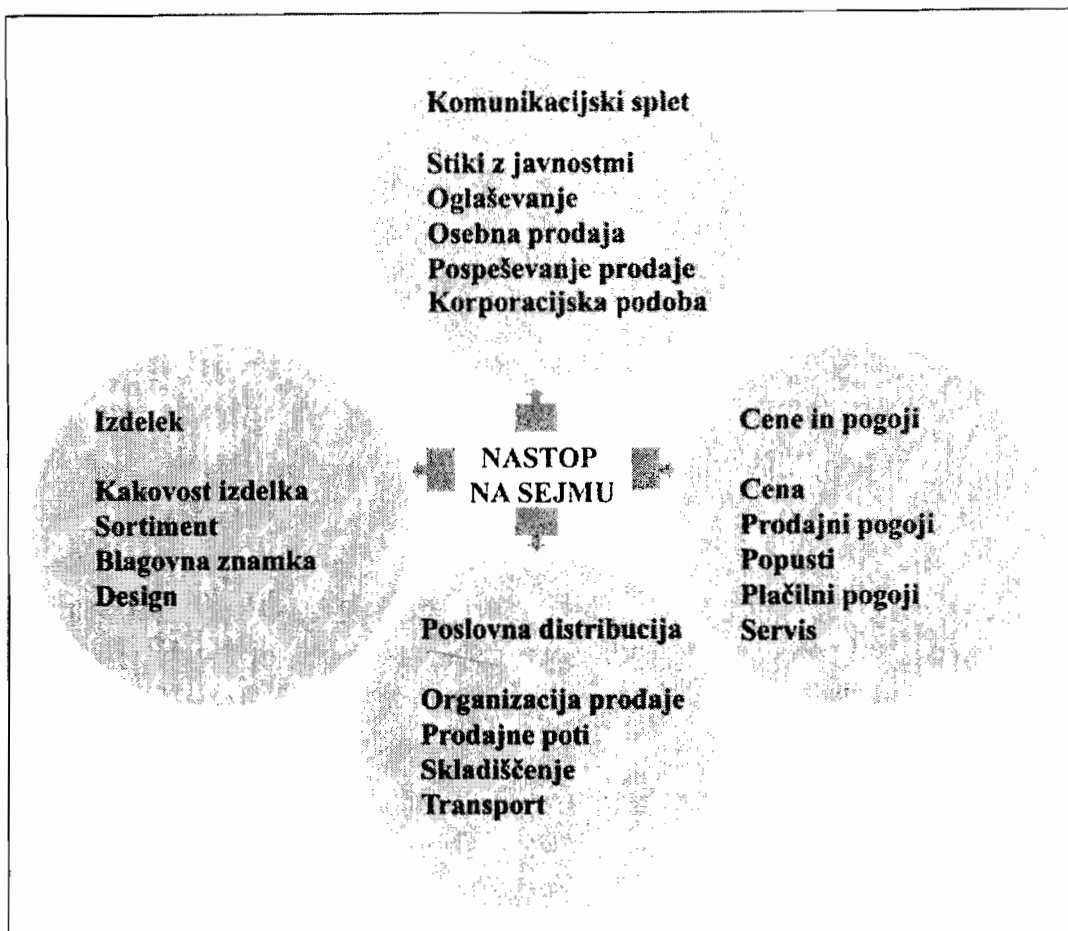 Komunikacijski splet
Stiki z javnostmi
Oglaševanje
Osebna prodaja
Pospeševanje prodaje
Korporacijska podoba
Izdelek
Kakovost izdelka
Sortiment
Blagovna znamka
Design
NASTOP
NA SEJMU
Cene in pogoji
Cena
Prodajni pogoji
Popusti
Plačilni pogoji
Servis
Poslovna distribucija
Organizacija prodaje
Prodajne poti
Skladiščenje
Transport